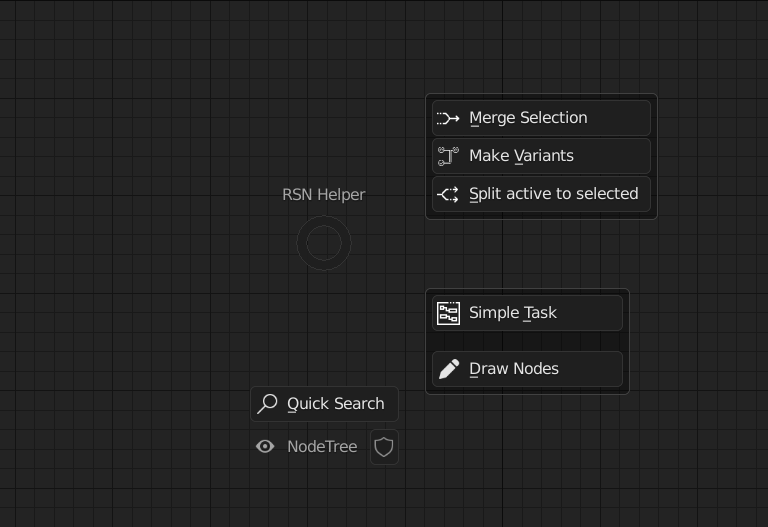 Merge Selection
Make Variants
Split active to selected
RSN Helper
Simple Task
Draw Nodes
Quick Search
NodeTree